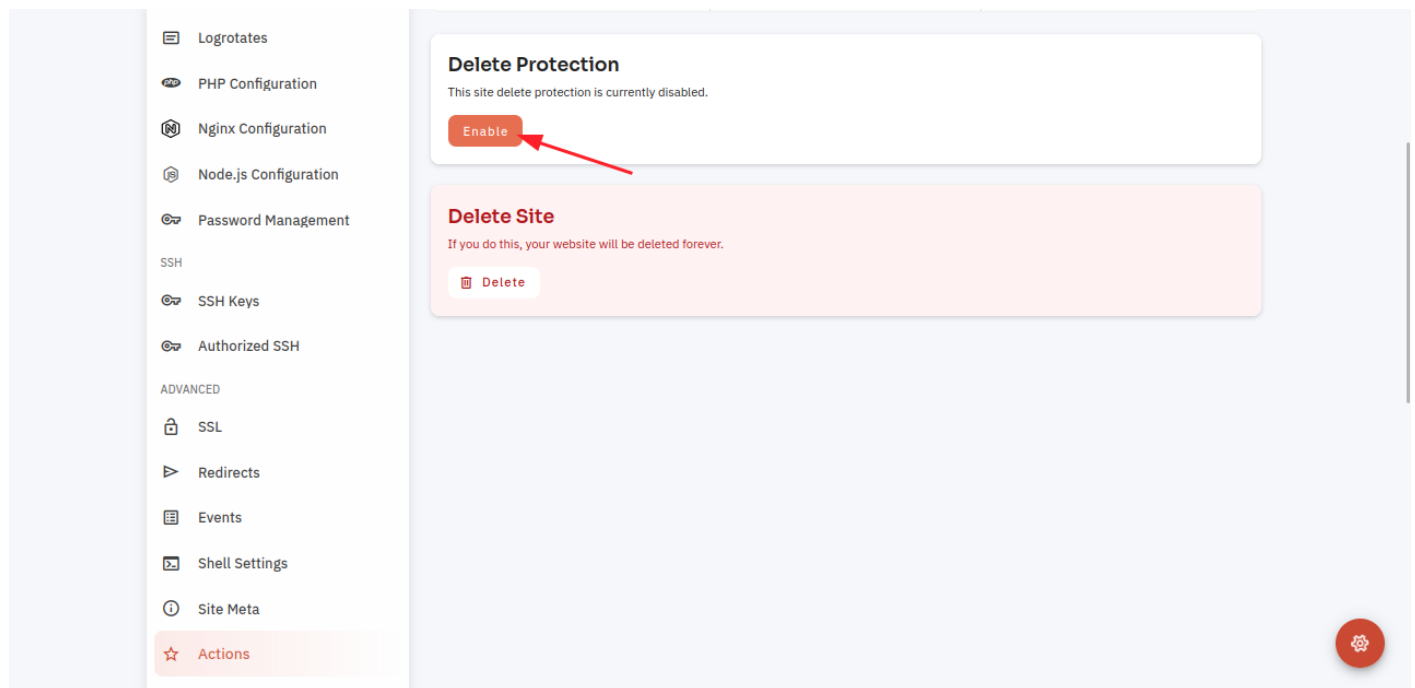 Logrotates
PHP Configuration
Nginx Configuration
Node.js Configuration
Password Management
SSH
SSH Keys
Authorized SSH
ADVANCED
SSL
Redirects
Events
Shell Settings
Site Meta
Actions
Delete Protection
This site delete protection is currently disabled.
Enable
Delete Site
If you do this, your website will be deleted forever.
Delete